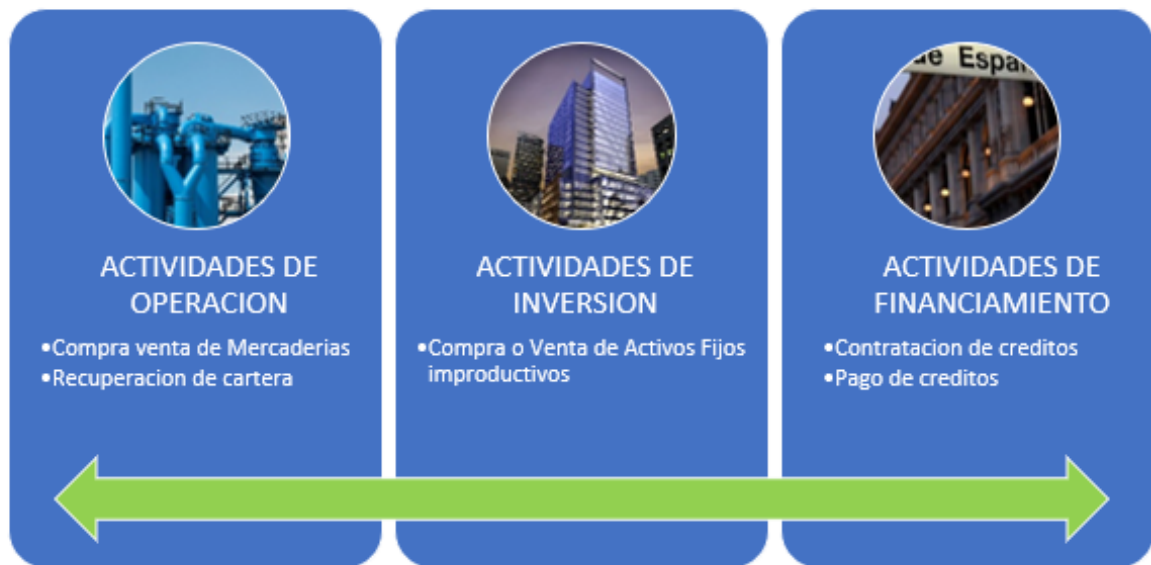 de Españ
ACTIVIDADES DE
OPERACION
•Compra venta de Mercaderias
•Recuperacion de cartera
ACTIVIDADES DE
INVERSION
•Compra o Venta de Activos Fijos
improductivos
ACTIVIDADES DE
FINANCIAMIENTO
•Contratacion de creditos
•Pago de creditos